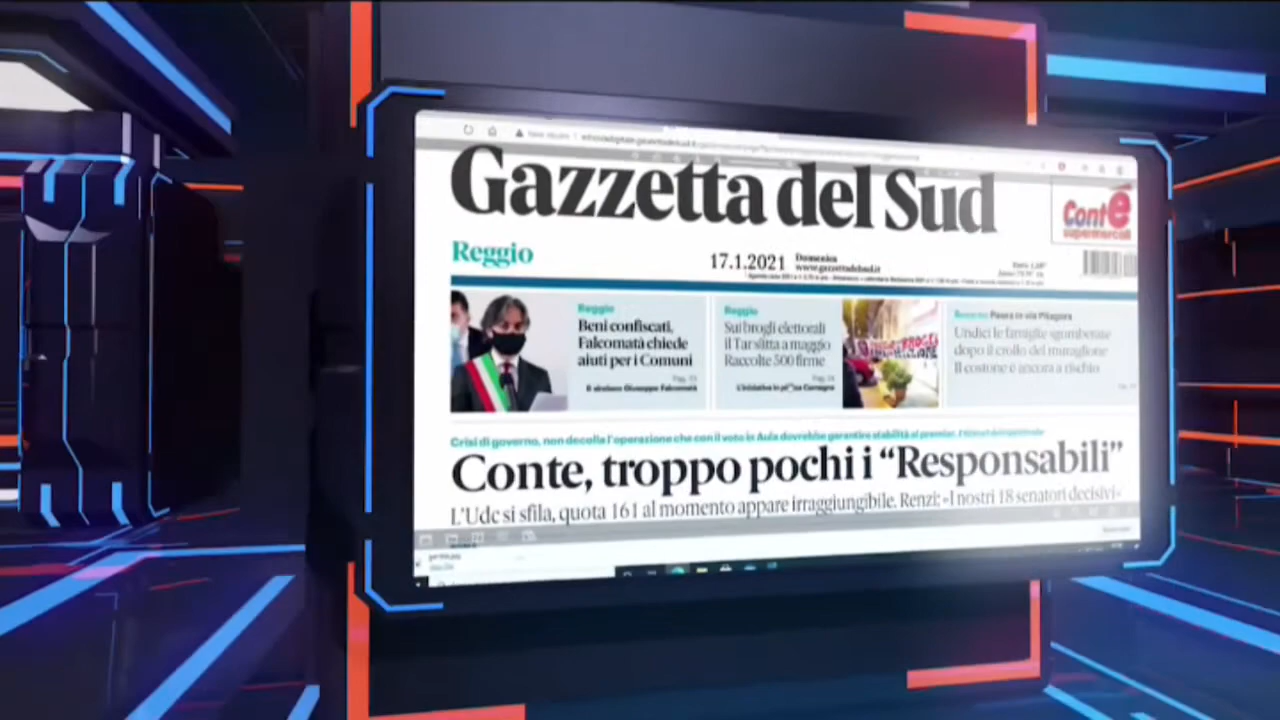 Gazzetta del Sud
Contè
supermercati
Reggio
17.1.2021
Domenica
www.gazzettadelsud.it
Reggio
Beni confiscati,
Falcomatà chiede
aiuti per i Comuni
Il sindaco Giuseppe Falcomatà
Reggio
Sui brogli elettorali
il Tar slitta a maggio
Raccolte 500 firme
L'iniziativa in Camagna
Paura in via Pitagora
Undici le famiglie sgomberate
dopo il crollo del muraglione
Il costone è ancora a rischio
Crisi di governo, non decolla l'operazione che con il voto in Aula dovrebbe garantire stabilità al premier.
Conte, troppo pochi i “Responsabili”
L'Udc si sfila, quota 161 al momento appare irraggiungibile. Renzi: «I nostri 18 senatori decisivi»